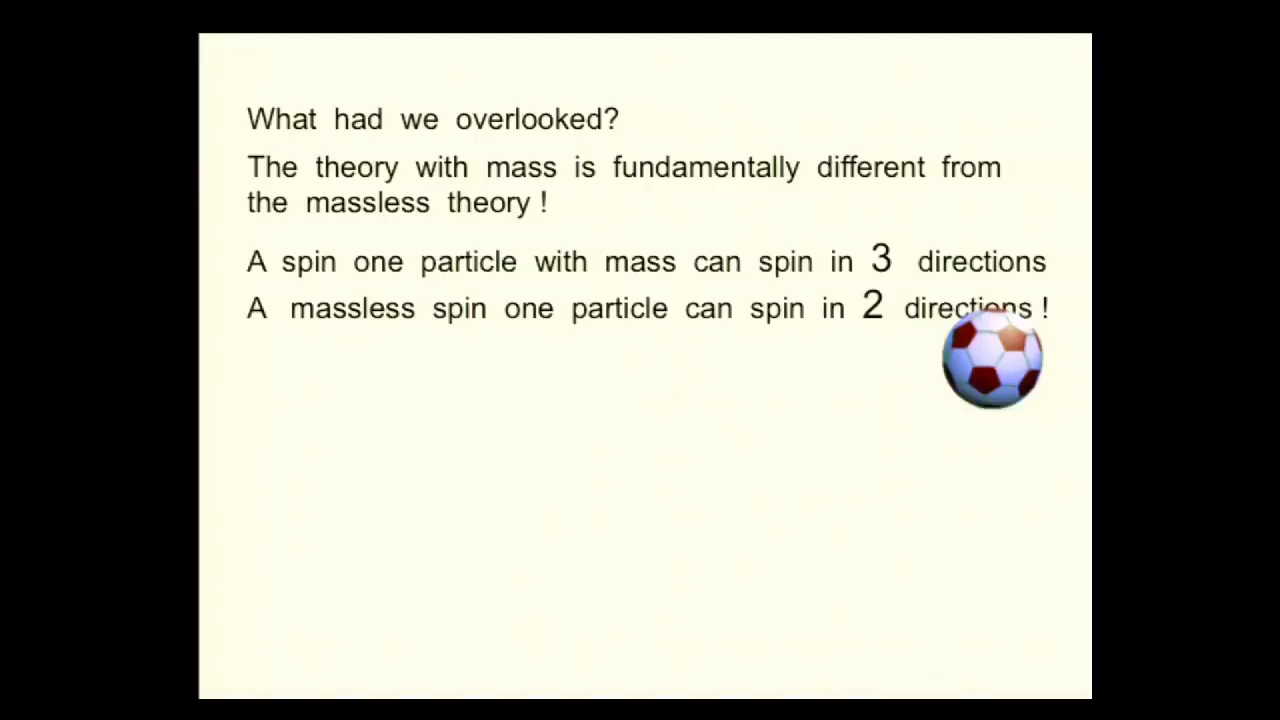 What had we overlooked?
The theory with mass is fundamentally different from
the massless theory !
A spin one particle with mass can spin in 3 directions
A massless spin one particle can spin in 2 directions !